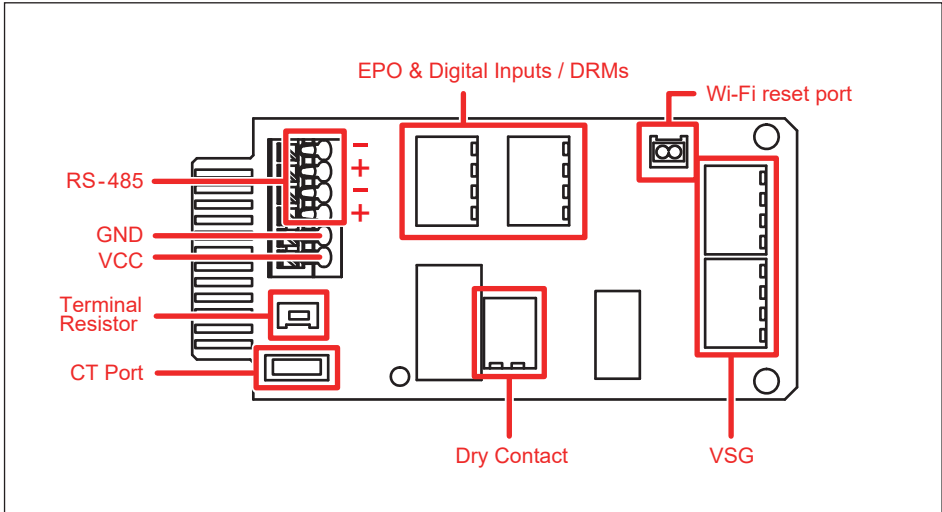 EPO & Digital Inputs / DRMs
Wi-Fi reset port
−
+
RS-485
−
+
GND
VCC
Terminal
Resistor
CT Port
Dry Contact
VSG